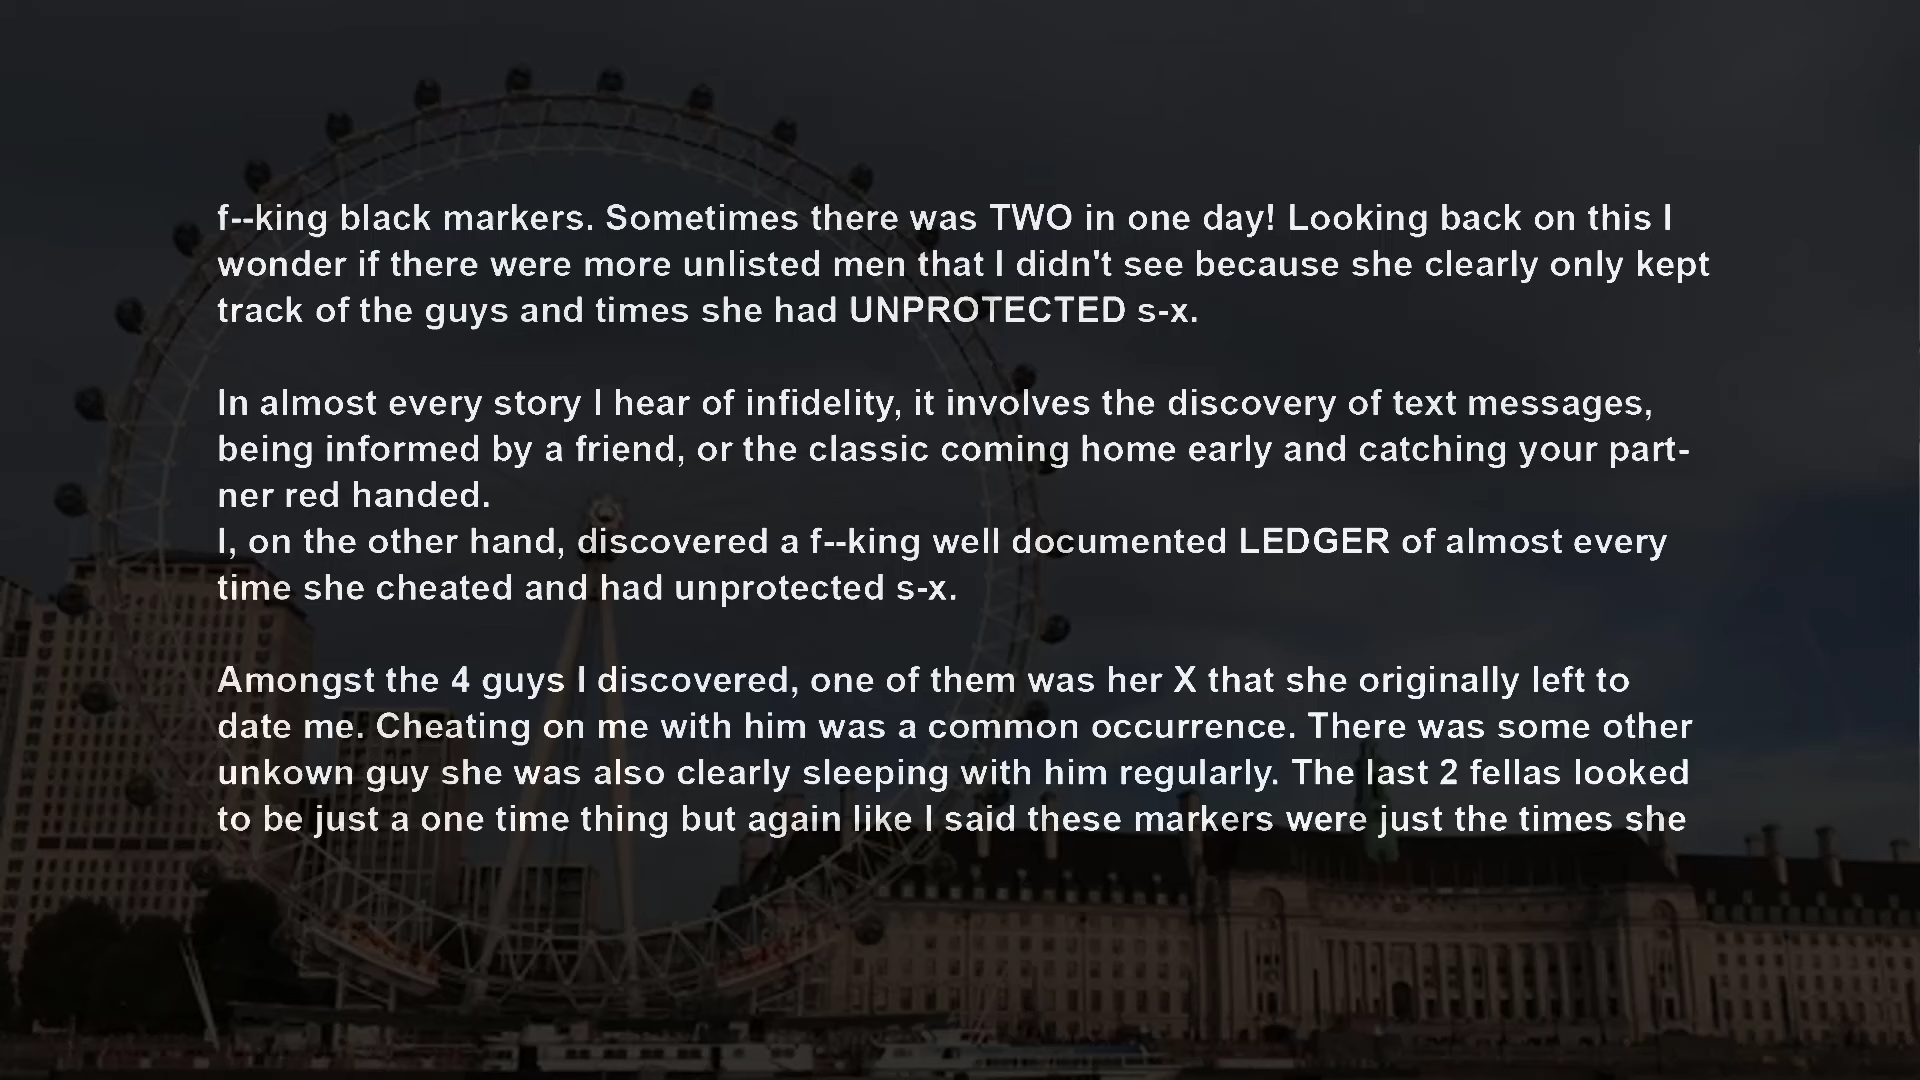 f--king black markers. Sometimes there was TWO in one day! Looking back on this I
wonder if there were more unlisted men that I didn't see because she clearly only kept
track of the guys and times she had UNPROTECTED s-x.
In almost every story I hear of infidelity, it involves the discovery of text messages,
being informed by a friend, or the classic coming home early and catching your part-
ner red handed.
I, on the other hand, discovered a f--king well documented LEDGER of almost every
time she cheated and had unprotected s-x.
Amongst the 4 guys I discovered, one of them was her X that she originally left to
date me. Cheating on me with him was a common occurrence. There was some other
unkown guy she was also clearly sleeping with him regularly. The last 2 fellas looked
to be just a one time thing but again like I said these markers were just the times she